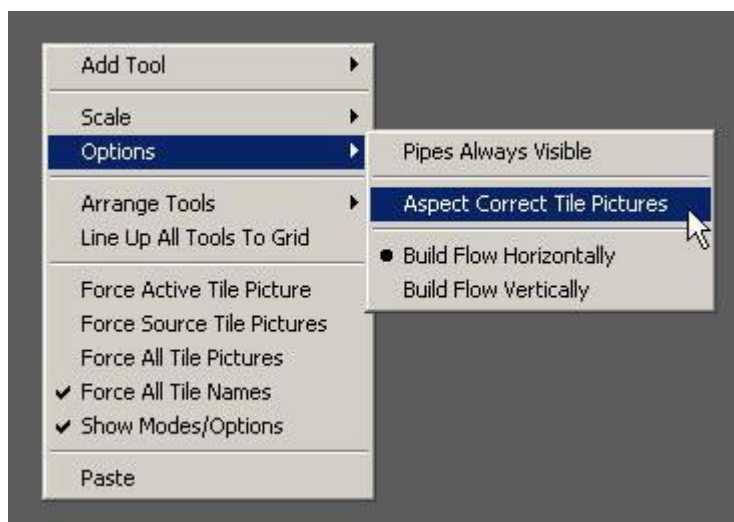 Add Tool
Scale
Options
Arrange Tools
Line Up All Tools To Grid
Force Active Tile Picture
Force Source Tile Pictures
Force All Tile Pictures
Force All Tile Names
Show Modes/Options
Paste
Pipes Always Visible
Aspect Correct Tile Pictures
Build Flow Horizontally
Build Flow Vertically